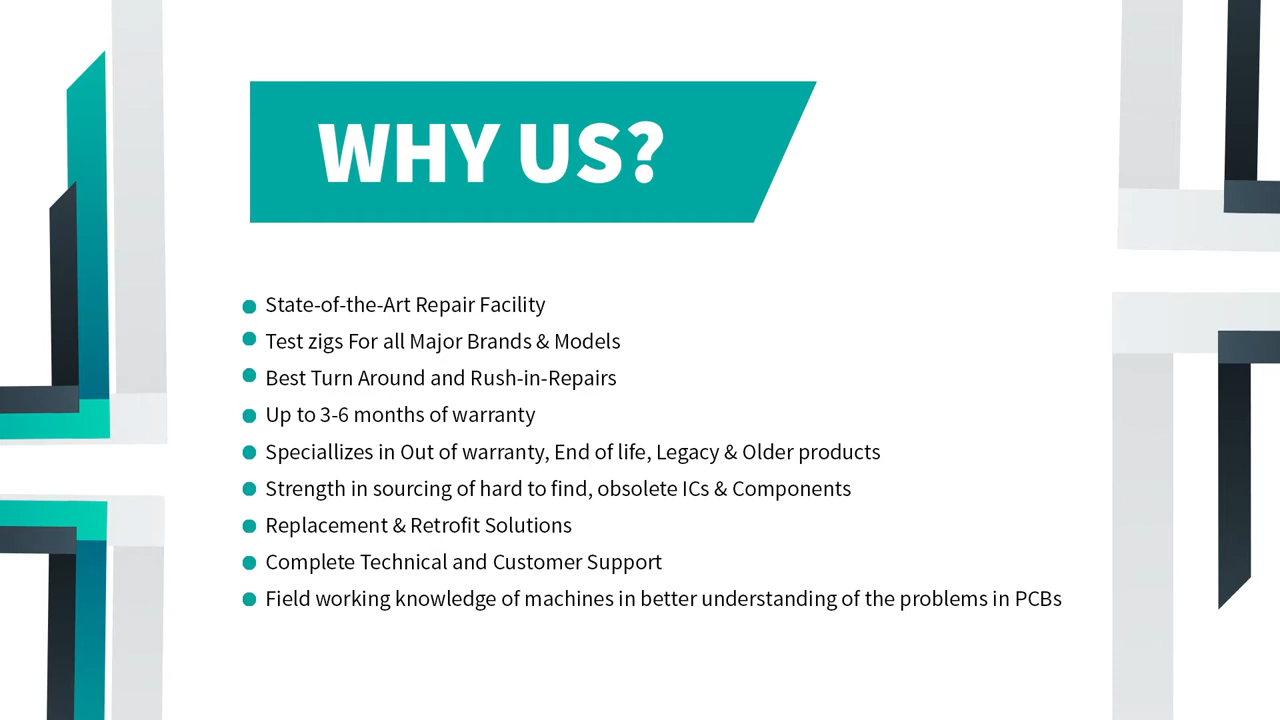 WHY US?
State-of-the-Art Repair Facility
Test zigs For all Major Brands & Models
Best Turn Around and Rush-in-Repairs
Up to 3-6 months of warranty
Speciallizes in Out of warranty, End of life, Legacy & Older products
Strength in sourcing of hard to find, obsolete ICs & Components
Replacement & Retrofit Solutions
Complete Technical and Customer Support
Field working knowledge of machines in better understanding of the problems in PCBs